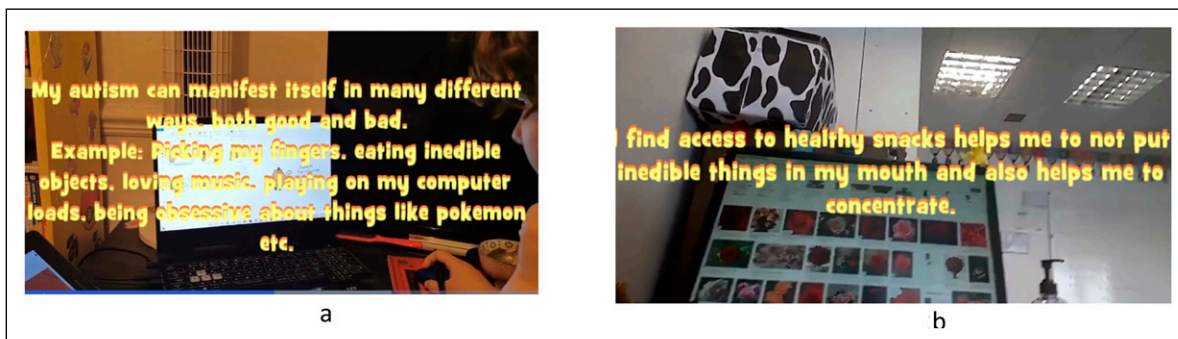 My autism can manifest itself in many different
ways, both good and bad.
Example: Picking my fingers, eating inedible
objects, loving music, playing on my computer
loads, being obsessive about things like pokemon
etc.
a
I find access to healthy snacks helps me to not put
inedible things in my mouth and also helps me to
concentrate.
b